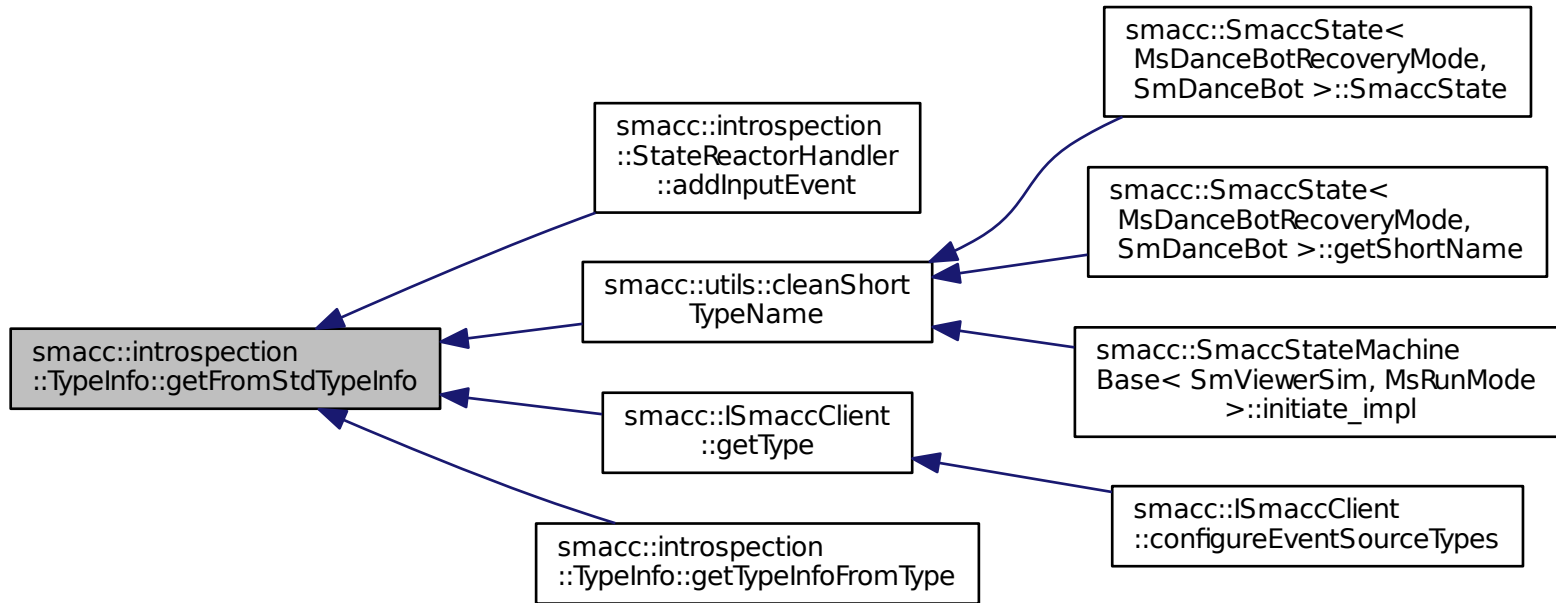 smacc::SmaccState<
MsDanceBotRecoveryMode,
SmDanceBot >::SmaccState
smacc::introspection
::StateReactorHandler
::addInputEvent
smacc::SmaccState<
MsDanceBotRecoveryMode,
SmDanceBot >::getShortName
smacc::utils::cleanShort
TypeName
smacc::introspection
::TypeInfo::getFromStdTypeInfo
smacc::SmaccStateMachine
Base< SmViewerSim, MsRunMode
>::initiate_impl
smacc::ISmaccClient
::getType
smacc::ISmaccClient
::configureEventSourceTypes
smacc::introspection
::TypeInfo::getTypeInfoFromType